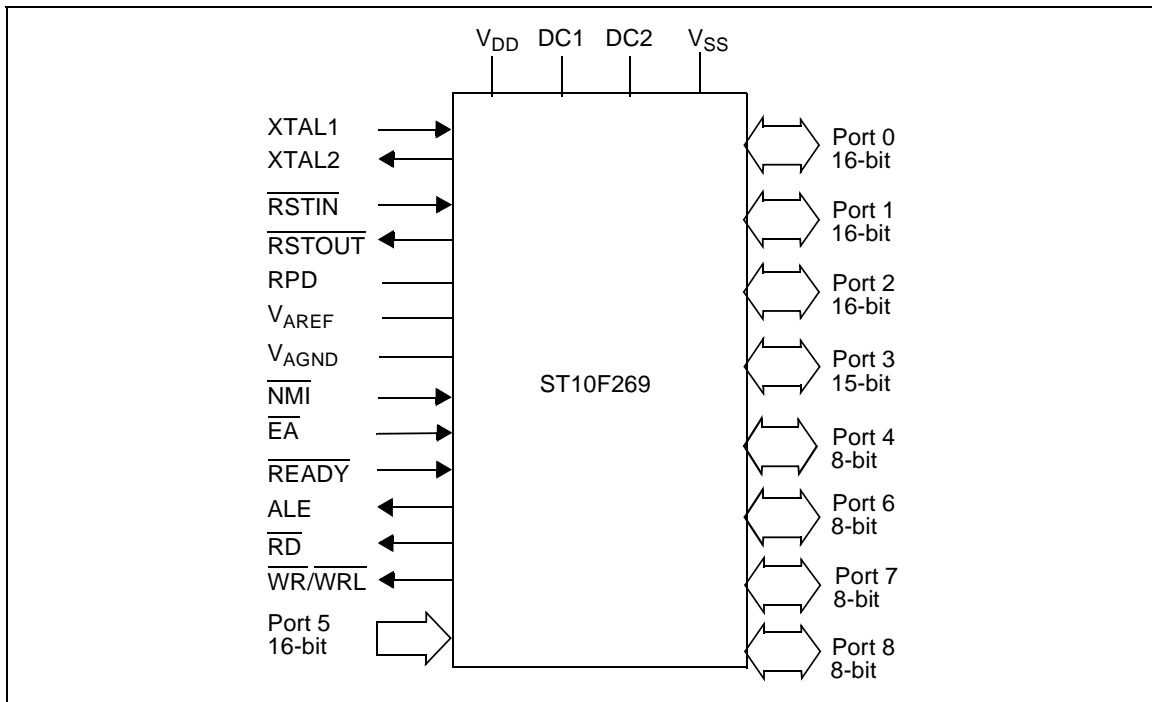 VDD DC1 DC2 VSS
XTAL1
XTAL2
RSTIN
RSTOUT
RPD
VAREF
VAGND
NMI
EA
READY
ALE
RD
WR/WRL
Port 5
16-bit
ST10F269
Port 0
16-bit
Port 1
16-bit
Port 2
16-bit
Port 3
15-bit
Port 4
8-bit
Port 6
8-bit
Port 7
8-bit
Port 8
8-bit